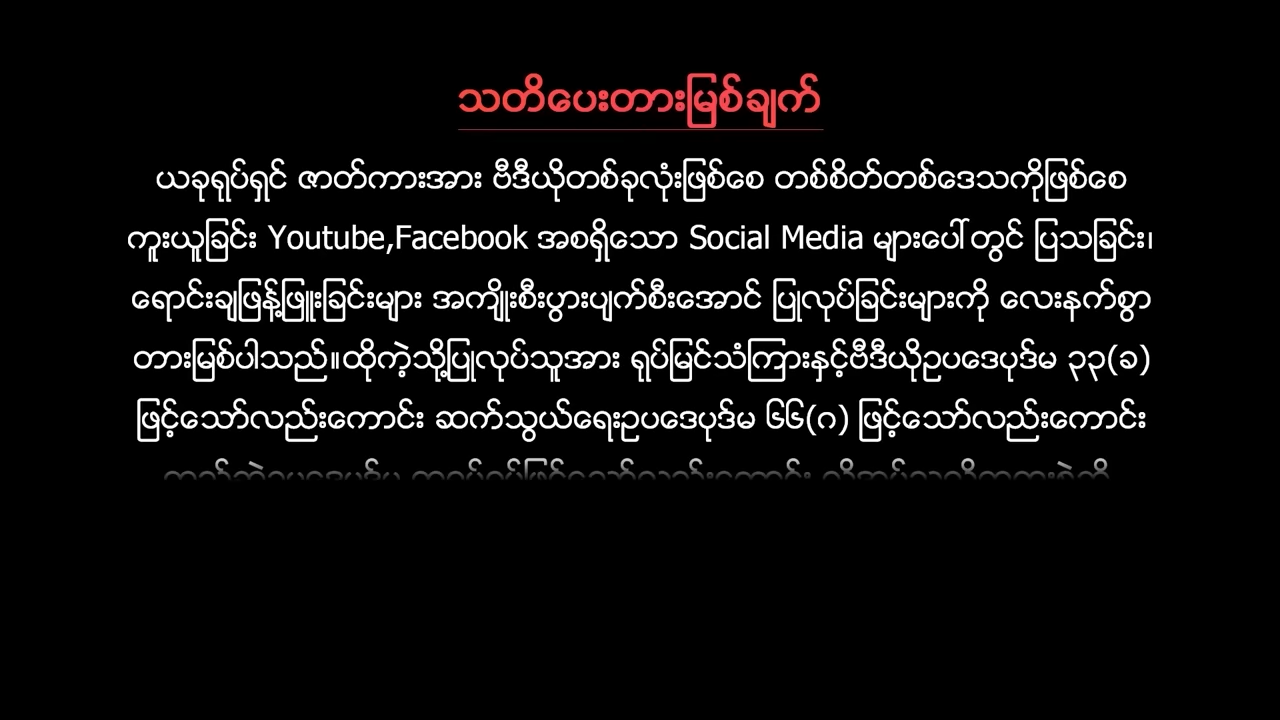 သတိပေးတားမြစ်ချက်
ယခုရုပ်ရှင် ဇာတ်ကားအား ဗီဒီယိုတစ်ခုလုံးဖြစ်စေ တစ်စိတ်တစ်ဒေသကိုဖြစ်စေ
ကူးယူခြင်း Youtube,Facebook အစရှိသော Social Media များပေါ်တွင် ပြသခြင်း၊
ရောင်းချဖြန့်ဖြူးခြင်းများ အကျိုးစီးပွားပျက်စီးအောင် ပြုလုပ်ခြင်းများကို လေးနက်စွာ
တားမြစ်ပါသည်။ထိုကဲ့သို့ပြုလုပ်သူအား ရုပ်မြင်သံကြားနှင့်ဗီဒီယိုဥပဒေပုဒ်မ ၃၃(ခ)
ဖြင့်သော်လည်းကောင်း ဆက်သွယ်ရေးဥပဒေပုဒ်မ ၆၆(ဂ) ဖြင့်သော်လည်းကောင်း